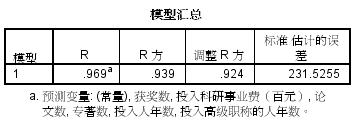 模型汇总
模型 R R 方 调整 R 方 标准 估计的误差
1 .969a .939 .924 231.5255
a. 预测变量: (常量), 获奖数, 投入科研事业费（百元）, 论
文数, 专著数, 投入人年数, 投入高级职称的人年数。